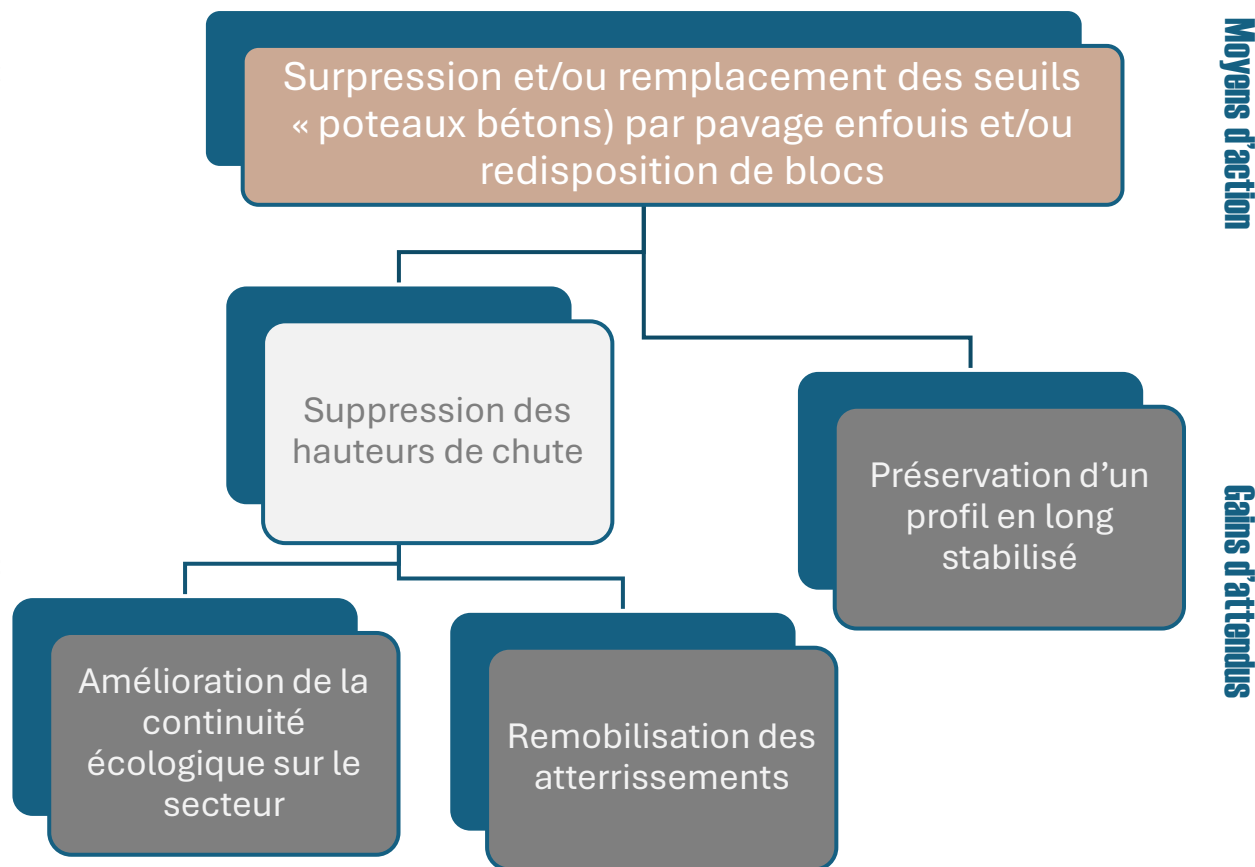 Moyens d'action
Surpression et/ou remplacement des seuils
« poteaux bétons) par pavage enfouis et/ou
redisposition de blocs
Suppression des
hauteurs de chute
Préservation d’un
profil en long
stabilisé
Gains d'attendus
Amélioration de la
continuité
écologique sur le
secteur
Remobilisation des
atterrissements